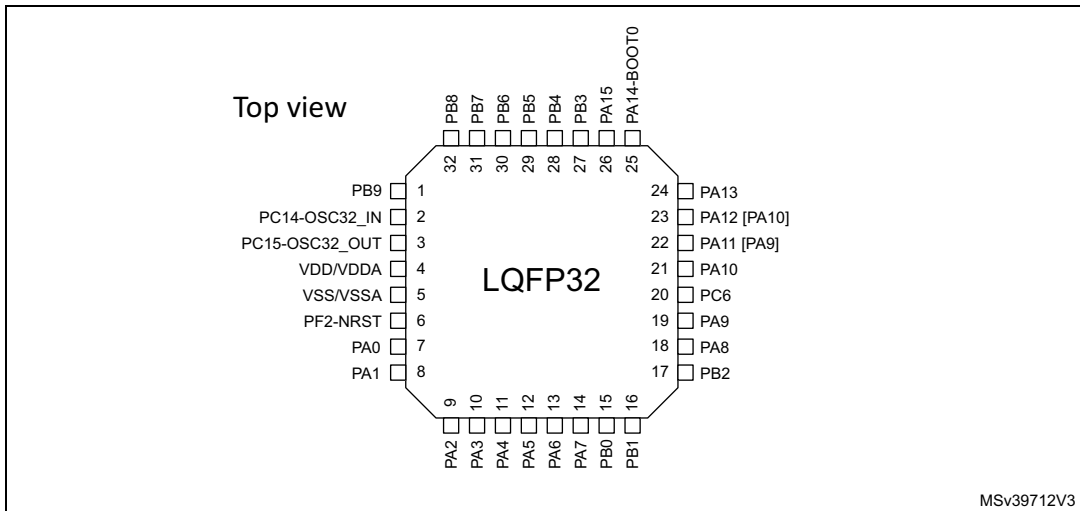 Top view
PB8
PB7
PB6
PB5
PB4
PB3
PA15
PA14-BOOT0
32
31
30
29
28
27
26
25
PB9 1
PC14-OSC32_IN 2
PC15-OSC32_OUT 3
VDD/VDDA 4
VSS/VSSA 5
PF2-NRST 6
PA0 7
PA1 8
LQFP32
24 PA13
23 PA12 [PA10]
22 PA11 [PA9]
21 PA10
20 PC6
19 PA9
18 PA8
17 PB2
9
10
11
12
13
14
15
16
PA2
PA3
PA4
PA5
PA6
PA7
PB0
PB1
MSv39712V3